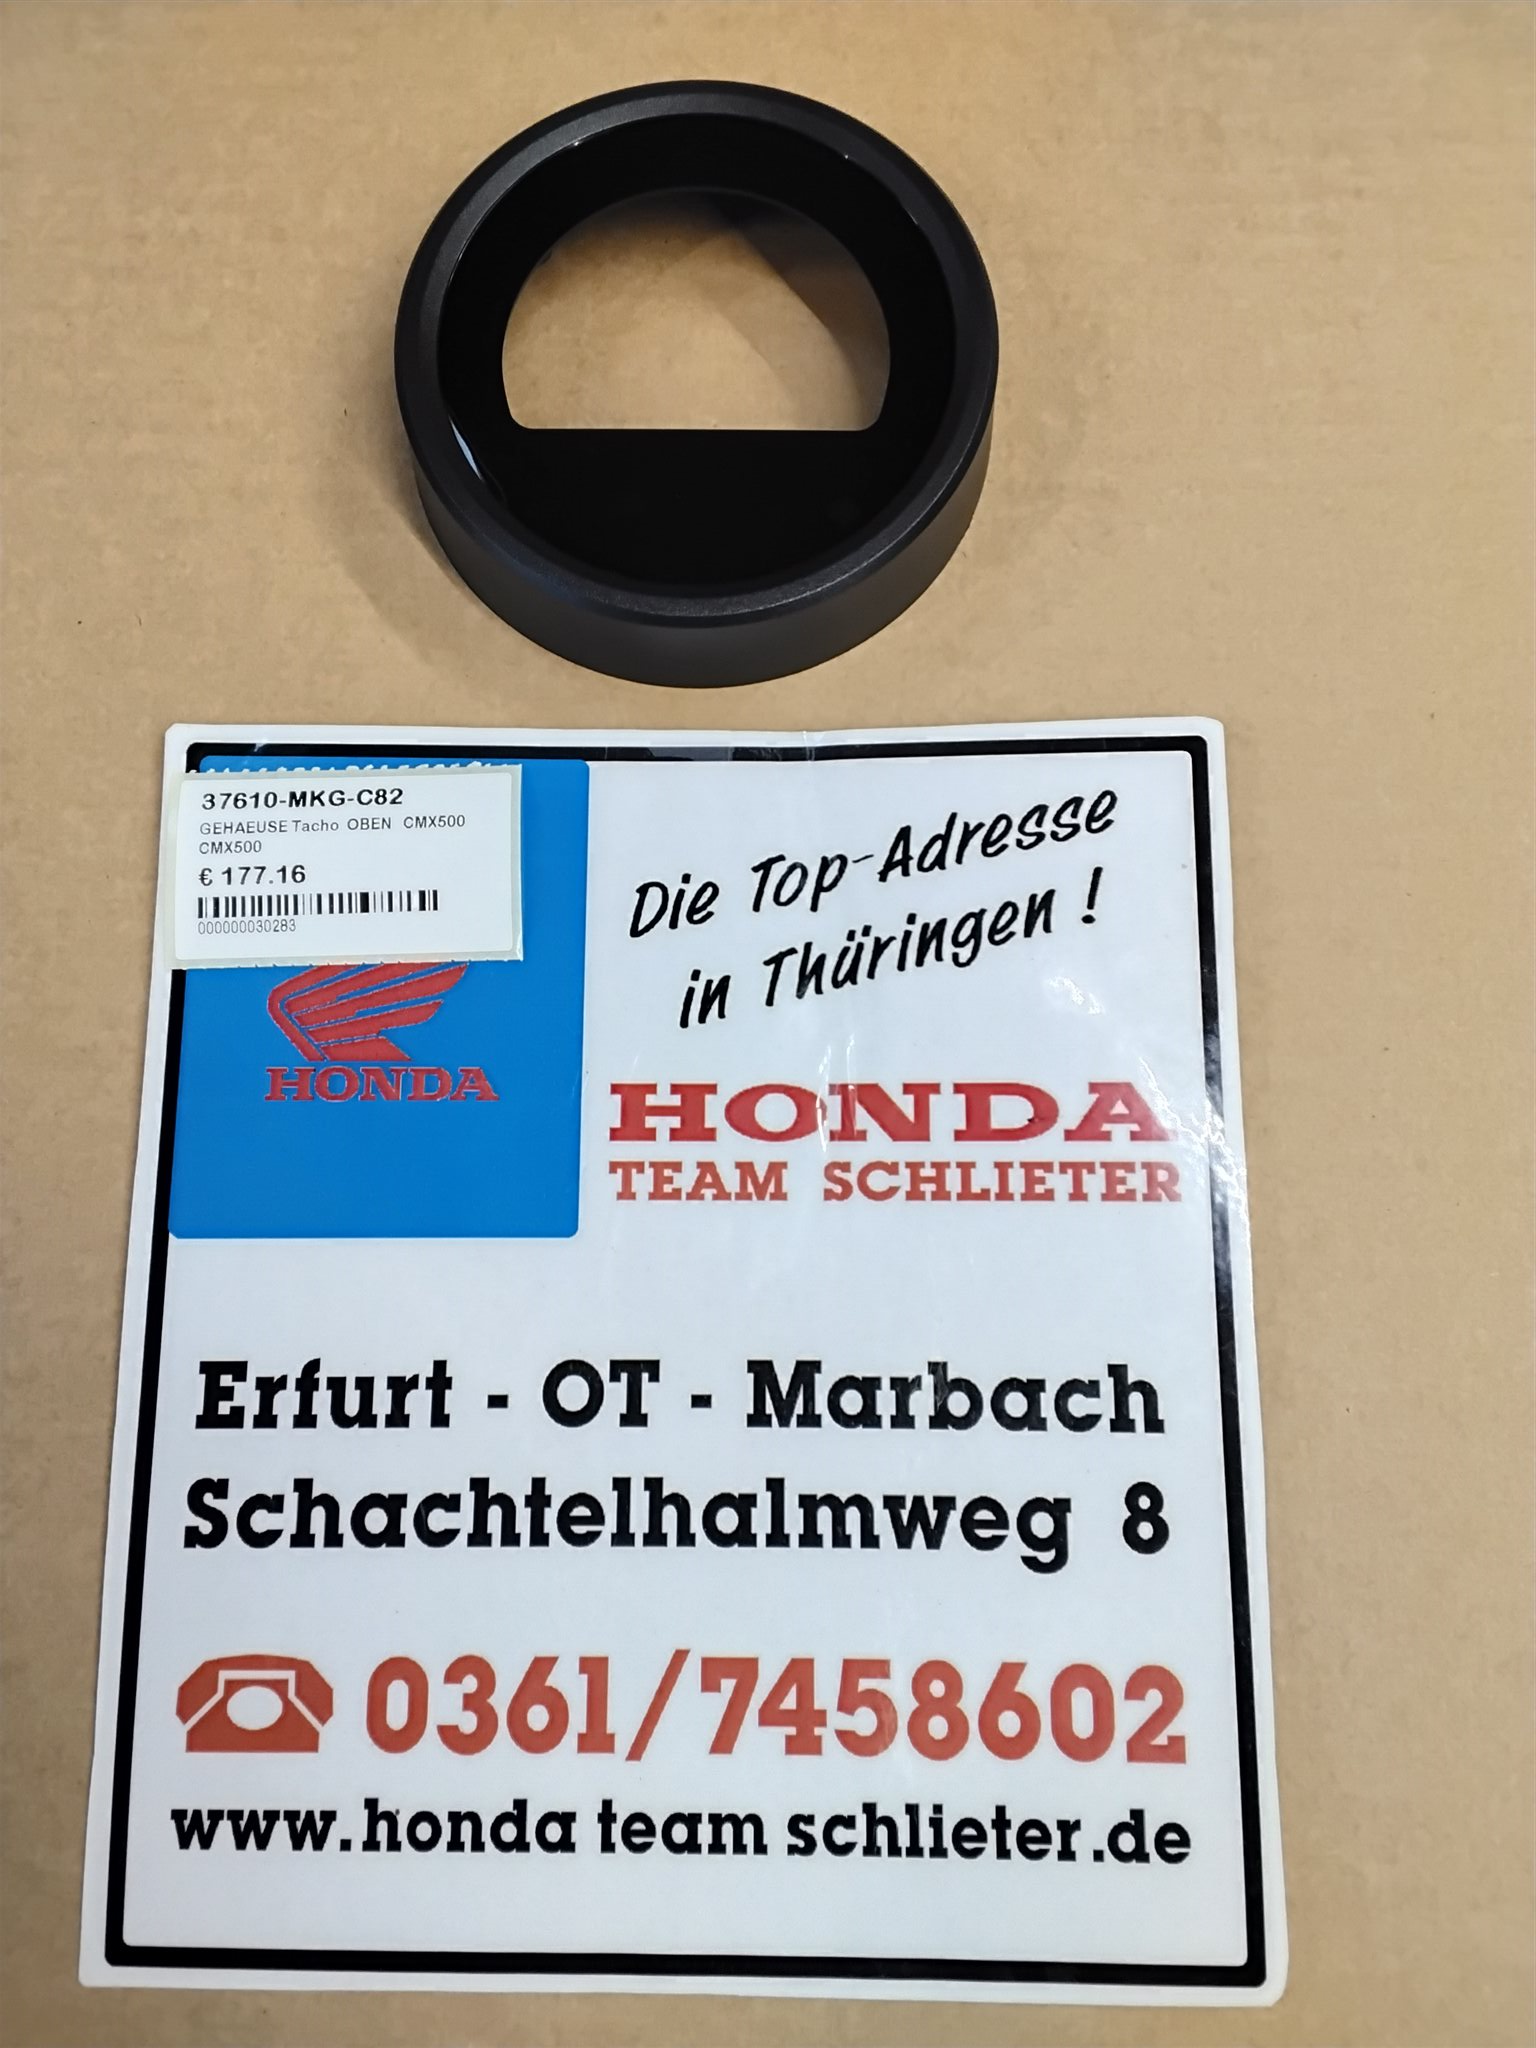 37610-MKG-C82
GEHAEUSE Tacho OBEN CMX500
CMX500
€ 177.16
000000030283
HONDA
Die Top-Adresse
in Thüringen !
HONDA
TEAM SCHLIETER
Erfurt - OT - Marbach
Schachtelhalmweg 8
0361/7458602
www.honda team schlieter.de